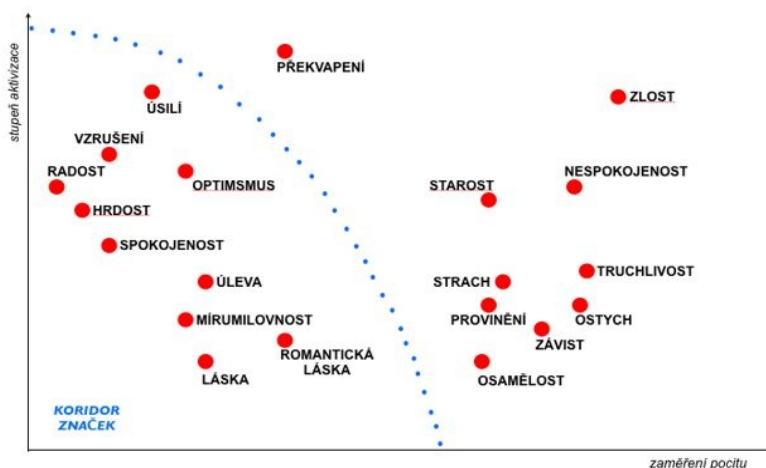 stupeň aktivizace
PŘEKVAPENÍ
ZLOST
ÚSILÍ
VZRUŠENÍ
RADOST
OPTIMSMUS
STAROST
NESPOKOJENOST
HRDOST
SPOKOJENOST
ÚLEVA
STRACH
TRUCHLIVOST
MÍRUMILOVNOST
PROVINĚNÍ
OSTYCH
ZÁVIST
ROMANTICKÁ
LÁSKA
LÁSKA
OSAMĚLOST
KORIDOR
ZNAČEK
zaměření pocitu